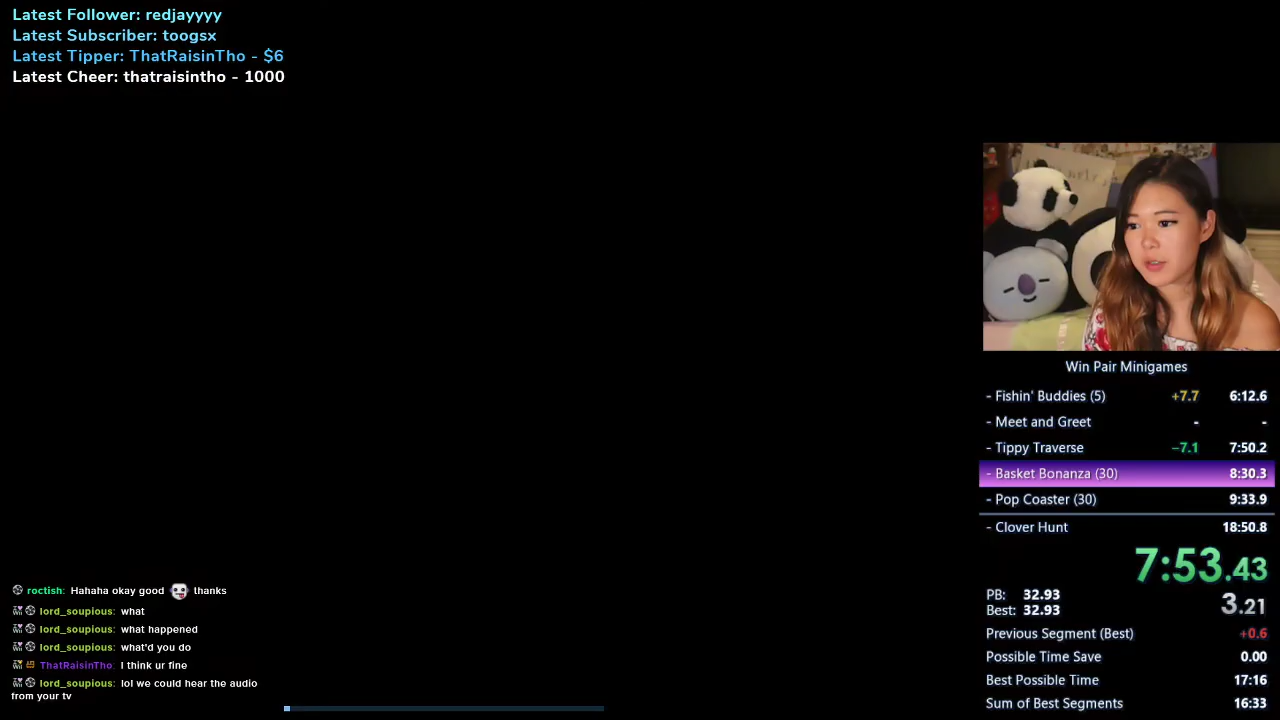 Latest Follower: redjayyyy
Latest Subscriber: toogsx
Latest Tipper: ThatRaisinTho - $6
Latest Cheer: thatraisintho - 1000
Win Pair Minigames
- Fishin' Buddies (5) +7.7 6:12.6
- Meet and Greet - -
- Tippy Traverse −7.1 7:50.2
- Basket Bonanza (30) 8:30.3
- Pop Coaster (30) 9:33.9
- Clover Hunt 18:50.8
7:53.43
PB: 32.93
Best: 32.93
3.21
Previous Segment (Best) +0.6
Possible Time Save 0.00
Best Possible Time 17:16
Sum of Best Segments 16:33
roctish: Hahaha okay good thanks
lord_soupious: what
lord_soupious: what happened
lord_soupious: what'd you do
ThatRaisinTho: I think ur fine
lord_soupious: lol we could hear the audio
from your tv